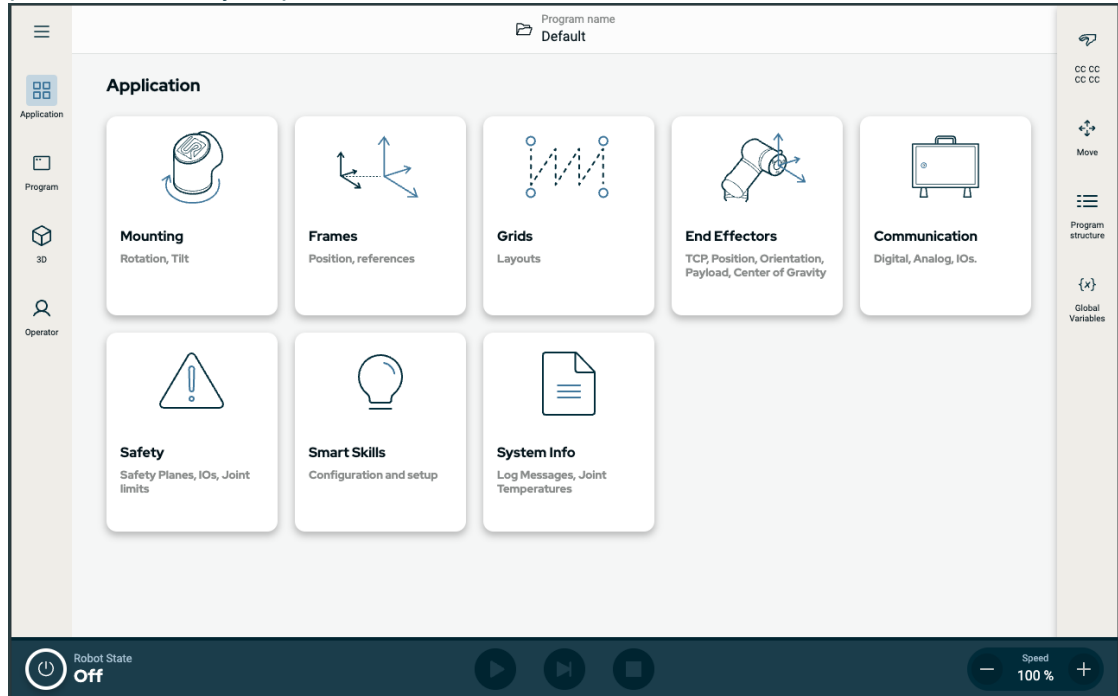 Program name
Default
Application
Program
3D
Operator
Application
Mounting
Rotation, Tilt
Frames
Position, references
Grids
Layouts
End Effectors
TCP, Position, Orientation,
Payload, Center of Gravity
Communication
Digital, Analog, IOs.
Safety
Safety Planes, IOs, Joint
limits
Smart Skills
Configuration and setup
System Info
Log Messages, Joint
Temperatures
CC CC
CC CC
Move
Program
structure
{x}
Global
Variables
Robot State
Off
Speed
100 %